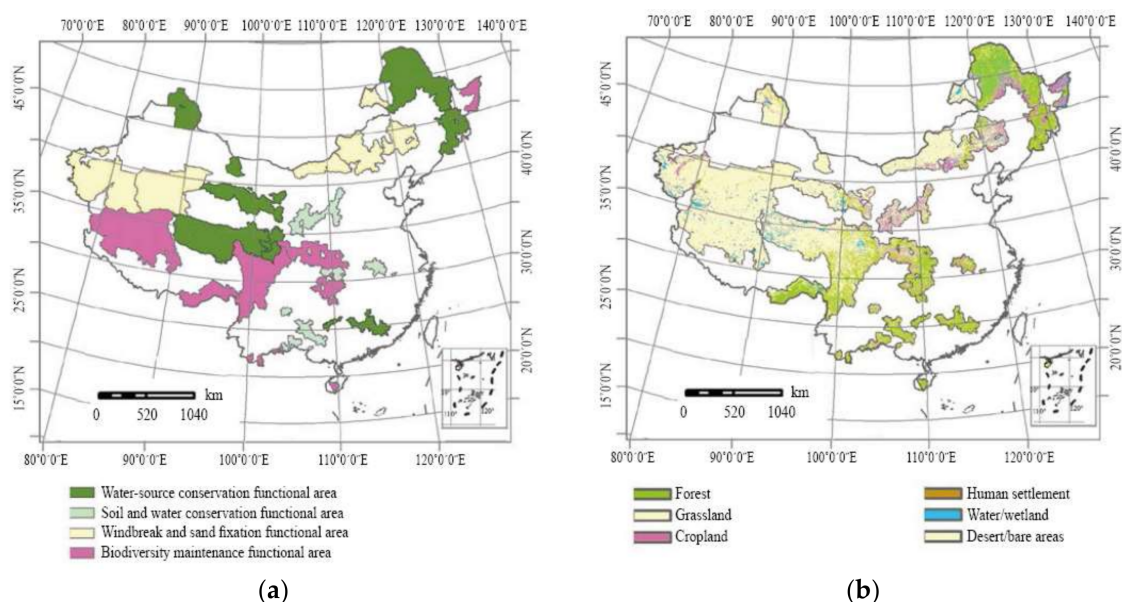 70°0'0"E 80°0'0"E 90°0'0"E 100°0'0"E 110°0'0"E 120°0'0"E 130°0'0"E 140°0'0"E
45°0'0"N
35°0'0"N
25°0'0"N
15°0'0"N
40°0'0"N
30°0'0"N
20°0'0"N
km
0 520 1040
10°
110° 120°
80°0'0"E 90°0'0"E 100°0'0"E 110°0'0"E 120°0'0"E
Water-source conservation functional area
Soil and water conservation functional area
Windbreak and sand fixation functional area
Biodiversity maintenance functional area
(a)
70°0'0"E 80°0'0"E 90°0'0"E 100°0'0"E 110°0'0"E 120°0'0"E 130°0'0"E 140°0'0"E
45°0'0"N
35°0'0"N
25°0'0"N
15°0'0"N
40°0'0"N
30°0'0"N
20°0'0"N
km
0 520 1040
10°
110° 120°
80°0'0"E 90°0'0"E 100°0'0"E 110°0'0"E 120°0'0"E
Forest
Grassland
Cropland
Human settlement
Water/wetland
Desert/bare areas
(b)